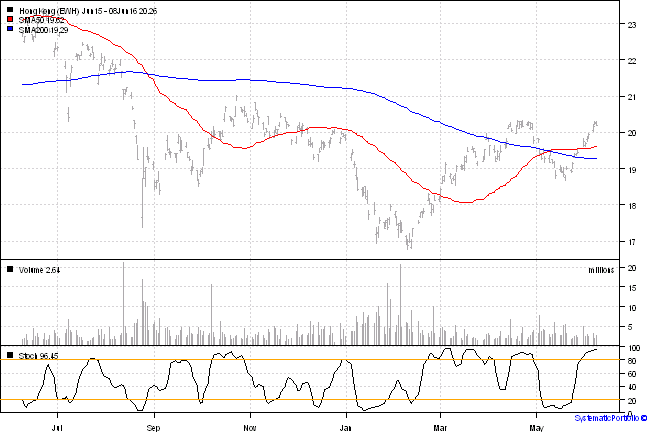 Hong Kong (EWH) Jun15 - 08Jun16 20.26
SMA50 19.62
SMA200 19.29
23
22
21
20
19
18
17
Volume 2.64
millions
20
15
10
5
Stoch 96.45
100
80
60
40
20
0
Jul Sep Nov Jan Mar May
SystematicPortfolio ©